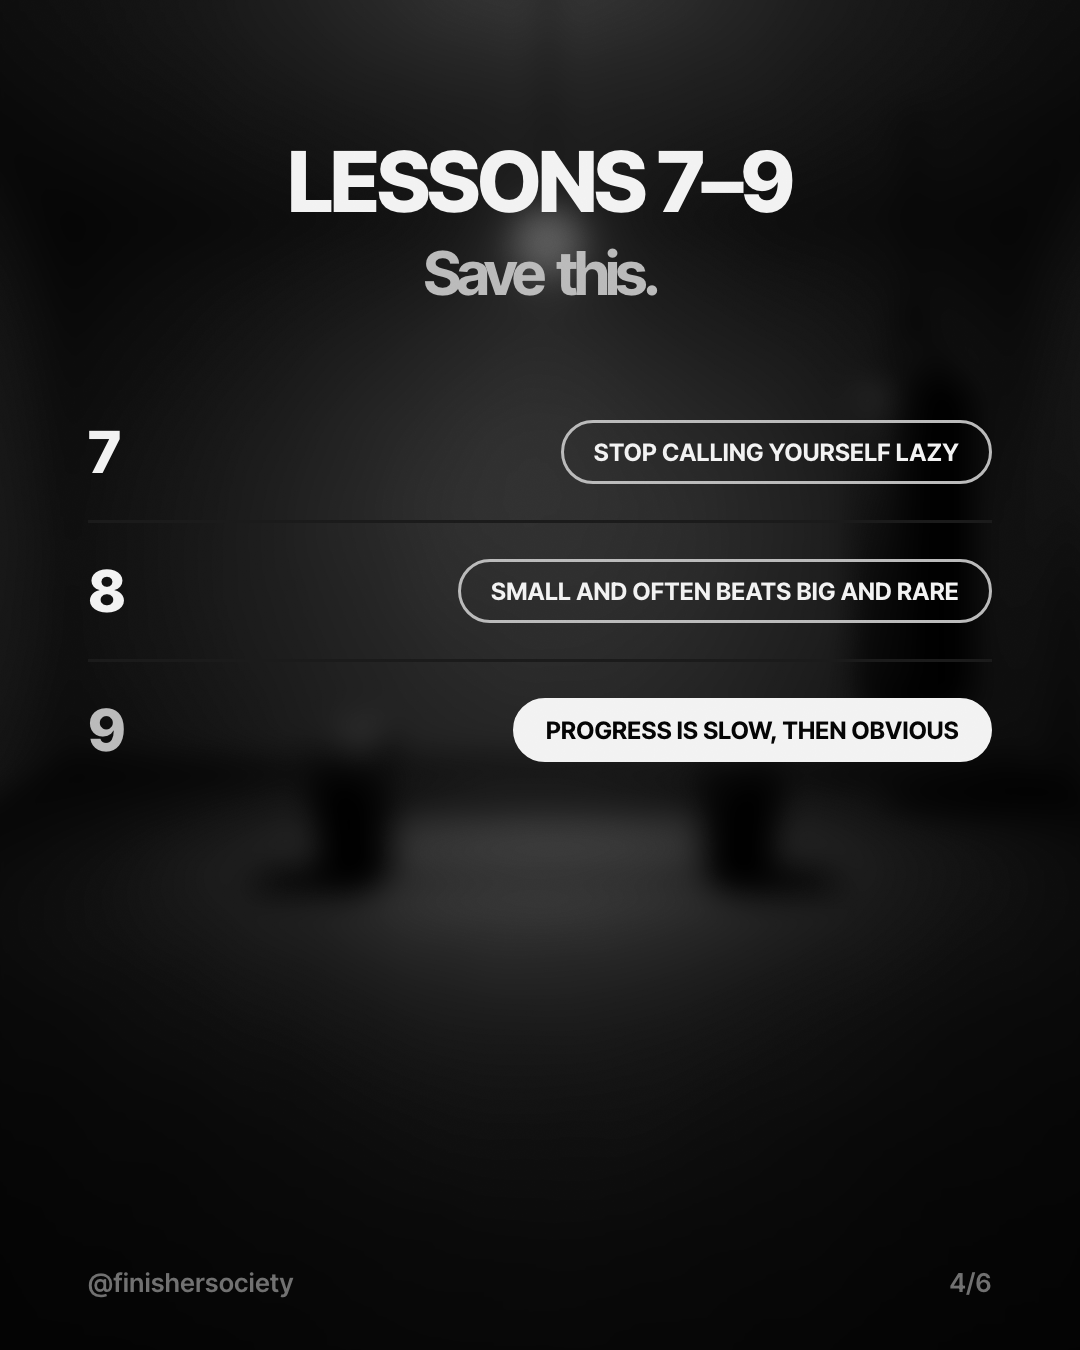 LESSONS 7–9
Save this.
7
STOP CALLING YOURSELF LAZY
8
SMALL AND OFTEN BEATS BIG AND RARE
9
PROGRESS IS SLOW, THEN OBVIOUS
@finishersociety
4/6